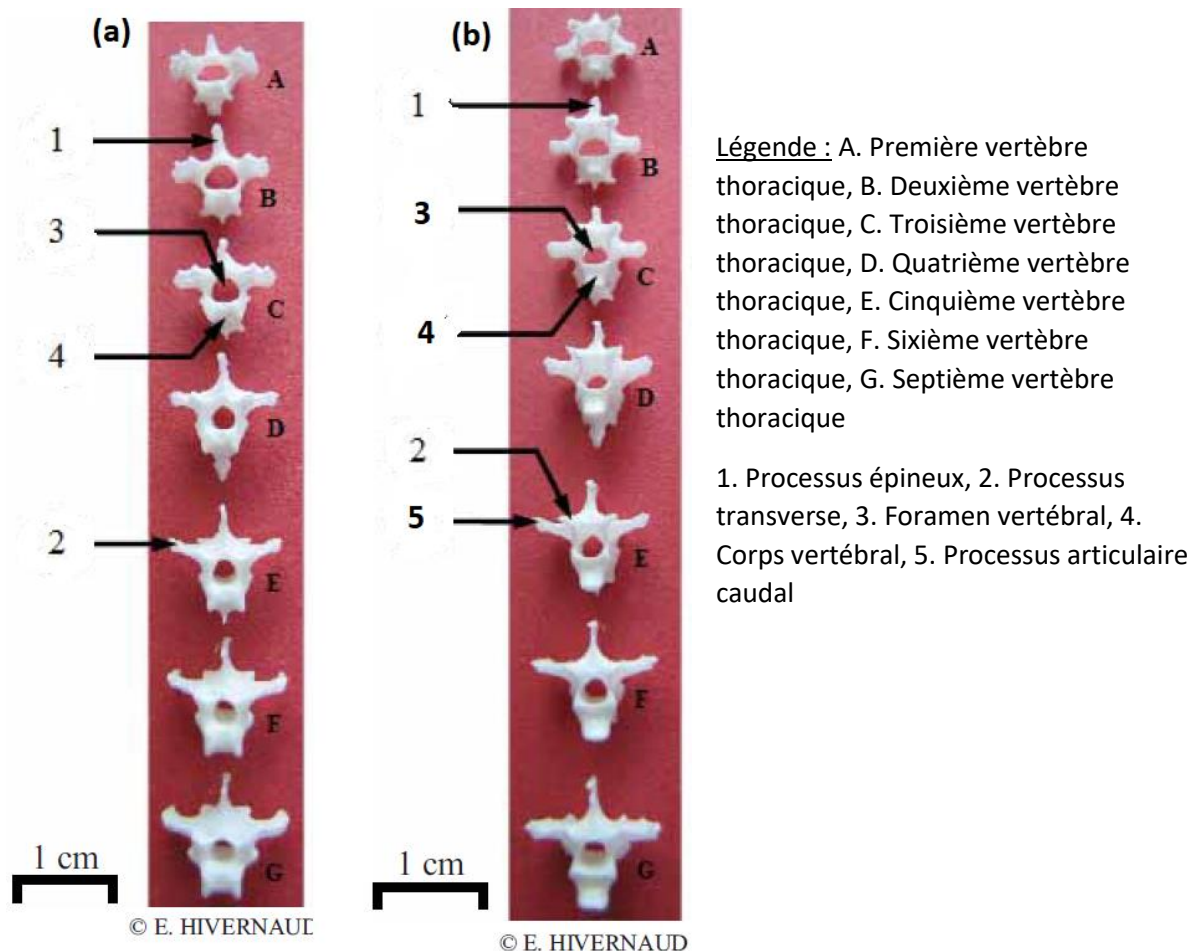 (a)
A
1
B
3
C
4
D
2
E
F
G
1 cm
© E. HIVERNAUD
(b)
A
1
B
3
C
4
D
2
5
E
F
G
1 cm
© E. HIVERNAUD
Légende : A. Première vertèbre
thoracique, B. Deuxième vertèbre
thoracique, C. Troisième vertèbre
thoracique, D. Quatrième vertèbre
thoracique, E. Cinquième vertèbre
thoracique, F. Sixième vertèbre
thoracique, G. Septième vertèbre
thoracique
1. Processus épineux, 2. Processus
transverse, 3. Foramen vertébral, 4.
Corps vertébral, 5. Processus articulaire
caudal